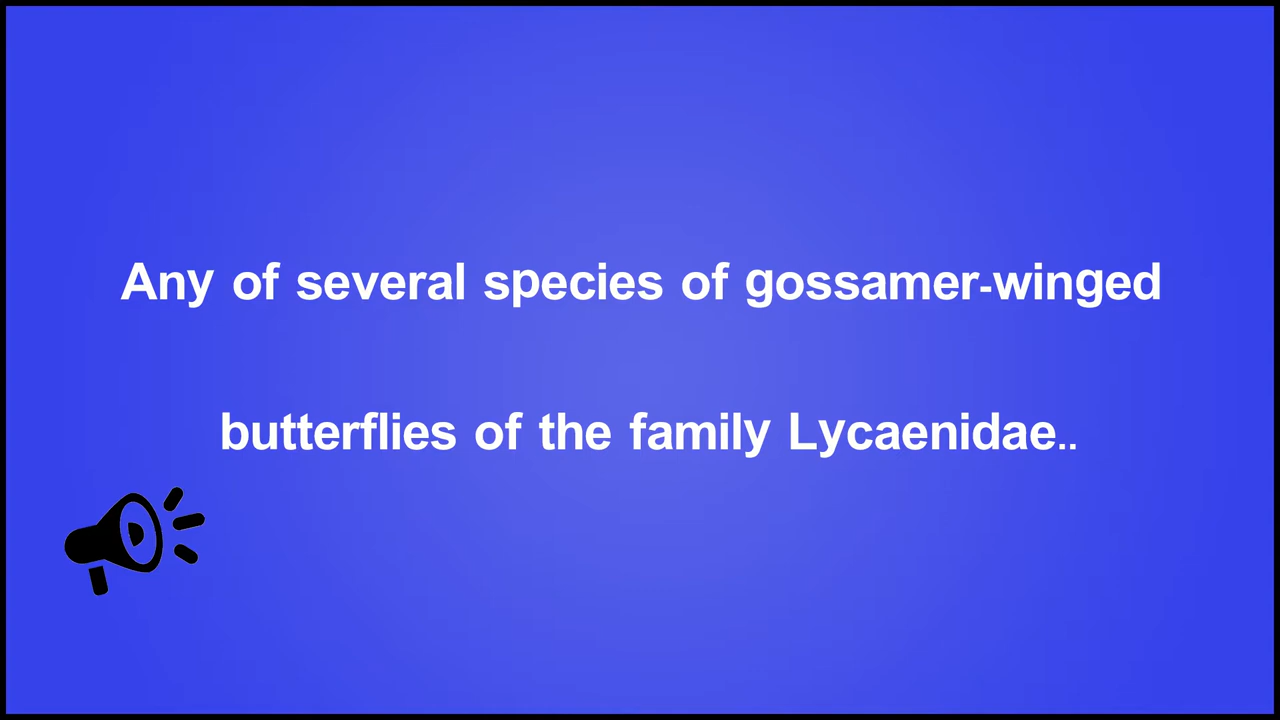 Any of several species of gossamer-winged
butterflies of the family Lycaenidae..